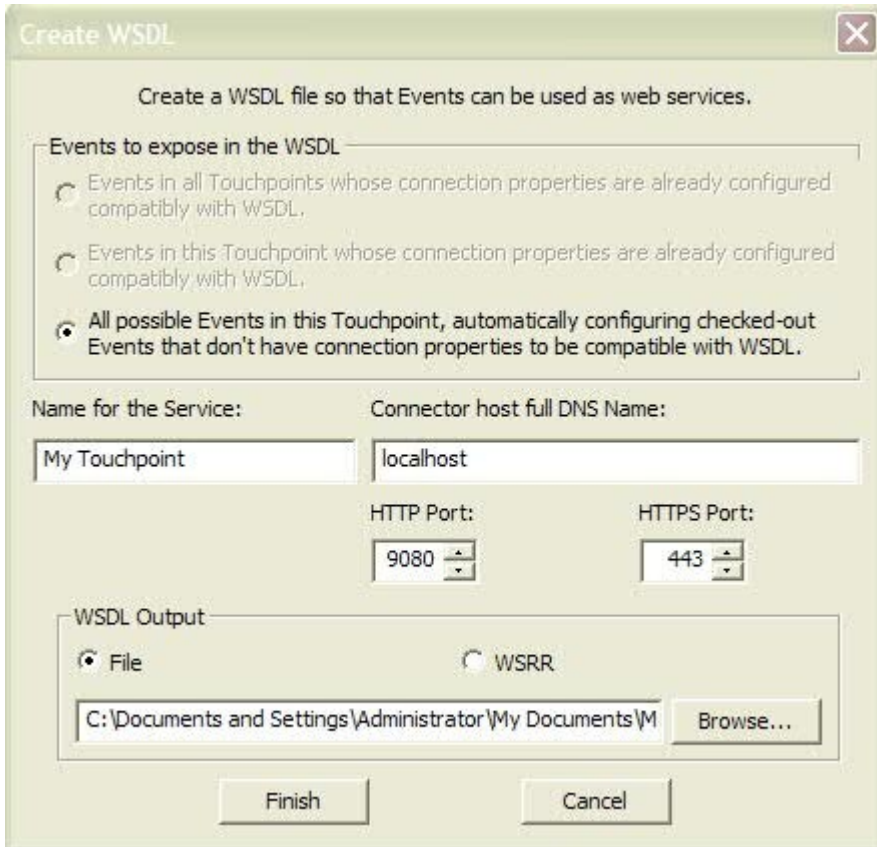 Create WSDL
Create a WSDL file so that Events can be used as web services.
Events to expose in the WSDL
Events in all Touchpoints whose connection properties are already configured
compatibly with WSDL.
Events in this Touchpoint whose connection properties are already configured
compatibly with WSDL.
All possible Events in this Touchpoint, automatically configuring checked-out
Events that don't have connection properties to be compatible with WSDL.
Name for the Service: Connector host full DNS Name:
My Touchpoint localhost
HTTP Port: HTTPS Port:
9080 443
WSDL Output
File WSRR
C:\Documents and Settings\Administrator\My Documents\M Browse...
Finish Cancel